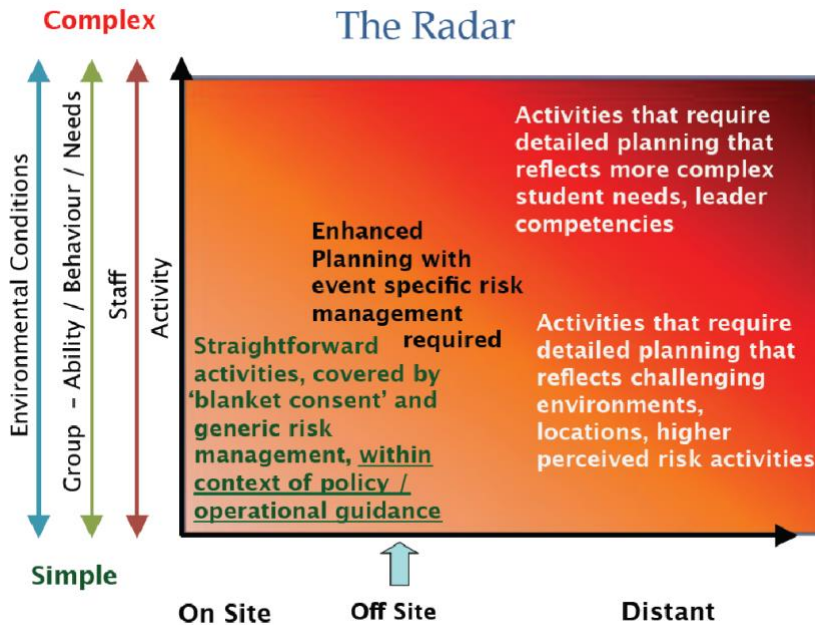 Complex
The Radar
Environmental Conditions
Group - Ability / Behaviour / Needs
Staff
Activity
Activities that require
detailed planning that
reflects more complex
student needs, leader
competencies
Enhanced
Planning with
event specific risk
management
required
Straightforward
activities, covered by
‘blanket consent’ and
generic risk
management, within
context of policy /
operational guidance
Activities that require
detailed planning that
reflects challenging
environments,
locations, higher
perceived risk activities
Simple
On Site
Off Site
Distant